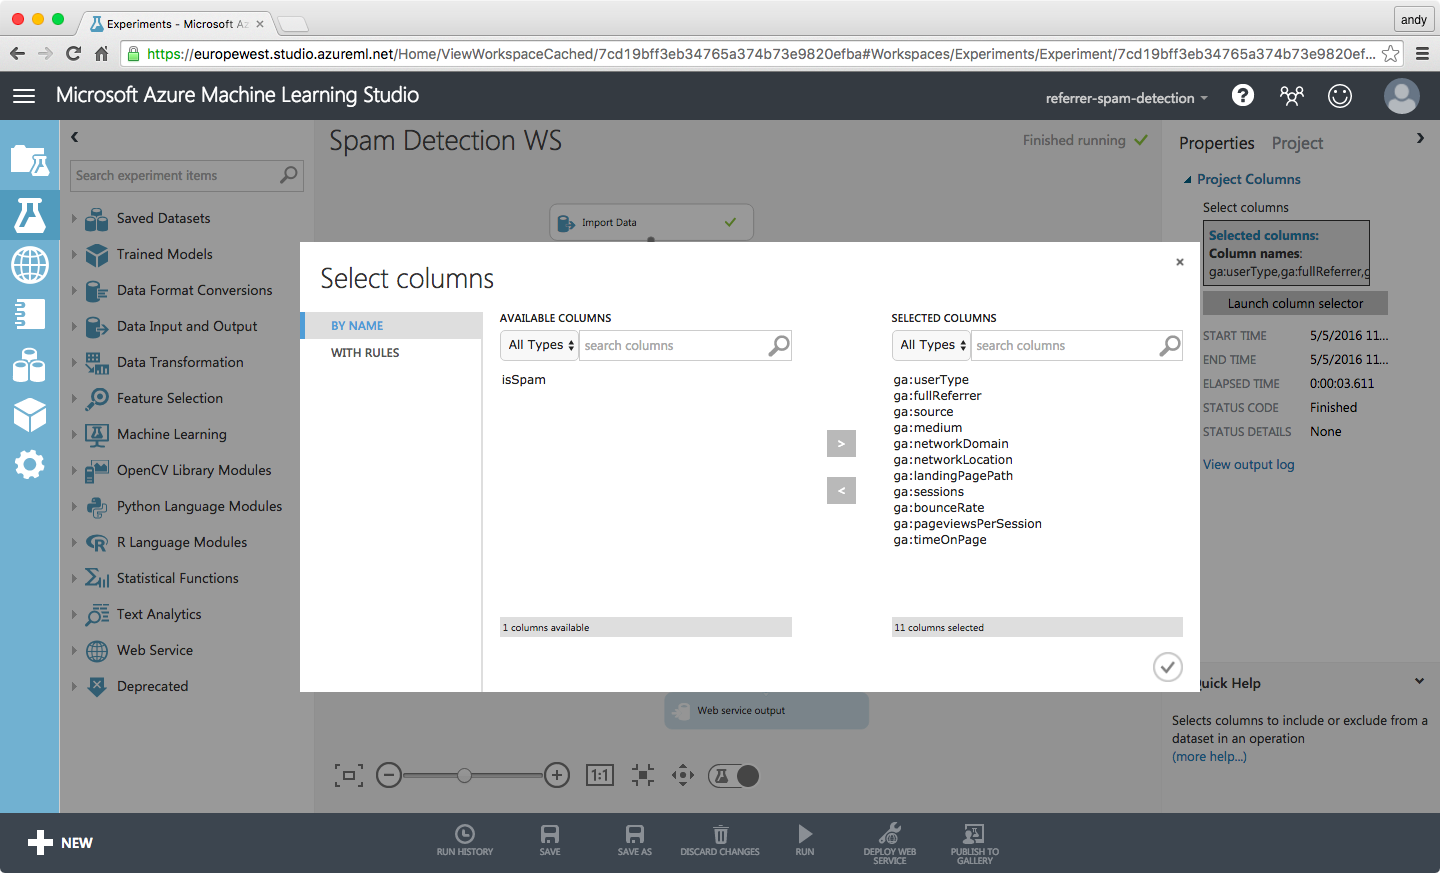 Experiments - Microsoft Az
andy
https://europewest.studio.azureml.net/Home/ViewWorkspaceCached/7cd19bff3eb34765a374b73e9820efba#Workspaces/Experiments/Experiment/7cd19bff3eb34765a374b73e9820ef...
Microsoft Azure Machine Learning Studio
referrer-spam-detection
Search experiment items
Saved Datasets
Trained Models
Data Format Conversions
Data Input and Output
Data Transformation
Feature Selection
Machine Learning
OpenCV Library Modules
Python Language Modules
R Language Modules
Statistical Functions
Text Analytics
Web Service
Deprecated
Spam Detection WS
Finished running
Import Data
Select columns
BY NAME
WITH RULES
AVAILABLE COLUMNS
All Types
search columns
isSpam
1 columns available
>
<
SELECTED COLUMNS
All Types
search columns
ga:userType
ga:fullReferrer
ga:source
ga:medium
ga:networkDomain
ga:networkLocation
ga:landingPagePath
ga:sessions
ga:bounceRate
ga:pageviewsPerSession
ga:timeOnPage
11 columns selected
Web service output
1:1
Properties Project
Project Columns
Select columns
Selected columns:
Column names:
ga:userType,ga:fullReferrer,g
Launch column selector
START TIME 5/5/2016 11...
END TIME 5/5/2016 11...
ELAPSED TIME 0:00:03.611
STATUS CODE Finished
STATUS DETAILS None
View output log
uick Help
Selects columns to include or exclude from a
dataset in an operation
(more help...)
NEW
RUN HISTORY
SAVE
SAVE AS
DISCARD CHANGES
RUN
DEPLOY WEB
SERVICE
PUBLISH TO
GALLERY